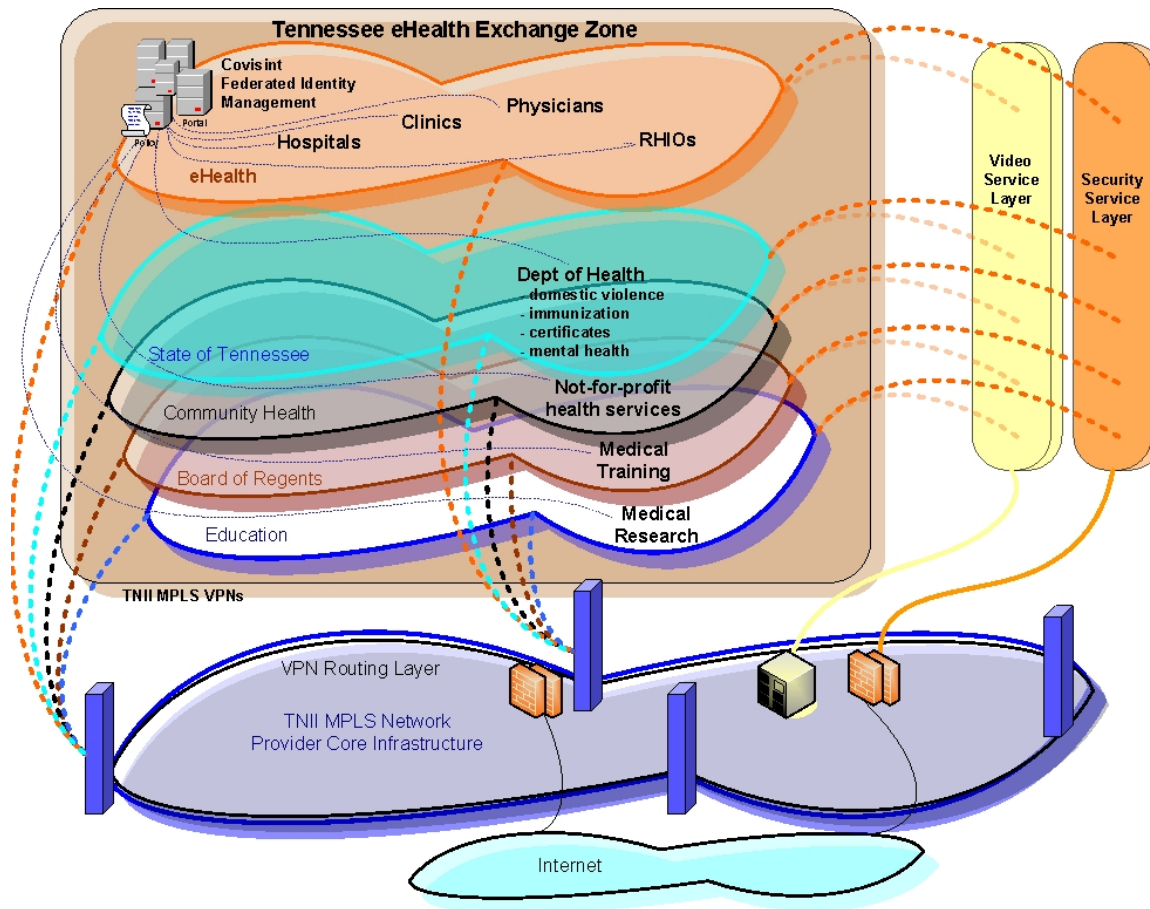 Tennessee eHealth Exchange Zone
Covisint
Federated Identity
Management
Portal
Policy
Physicians
Clinics
Hospitals
RHIOs
eHealth
Dept of Health
- domestic violence
- immunization
- certificates
- mental health
State of Tennessee
Not-for-profit
health services
Community Health
Medical
Training
Board of Regents
Medical
Research
Education
TNII MPLS VPNs
Video
Service
Layer
Security
Service
Layer
VPN Routing Layer
TNII MPLS Network
Provider Core Infrastructure
Internet